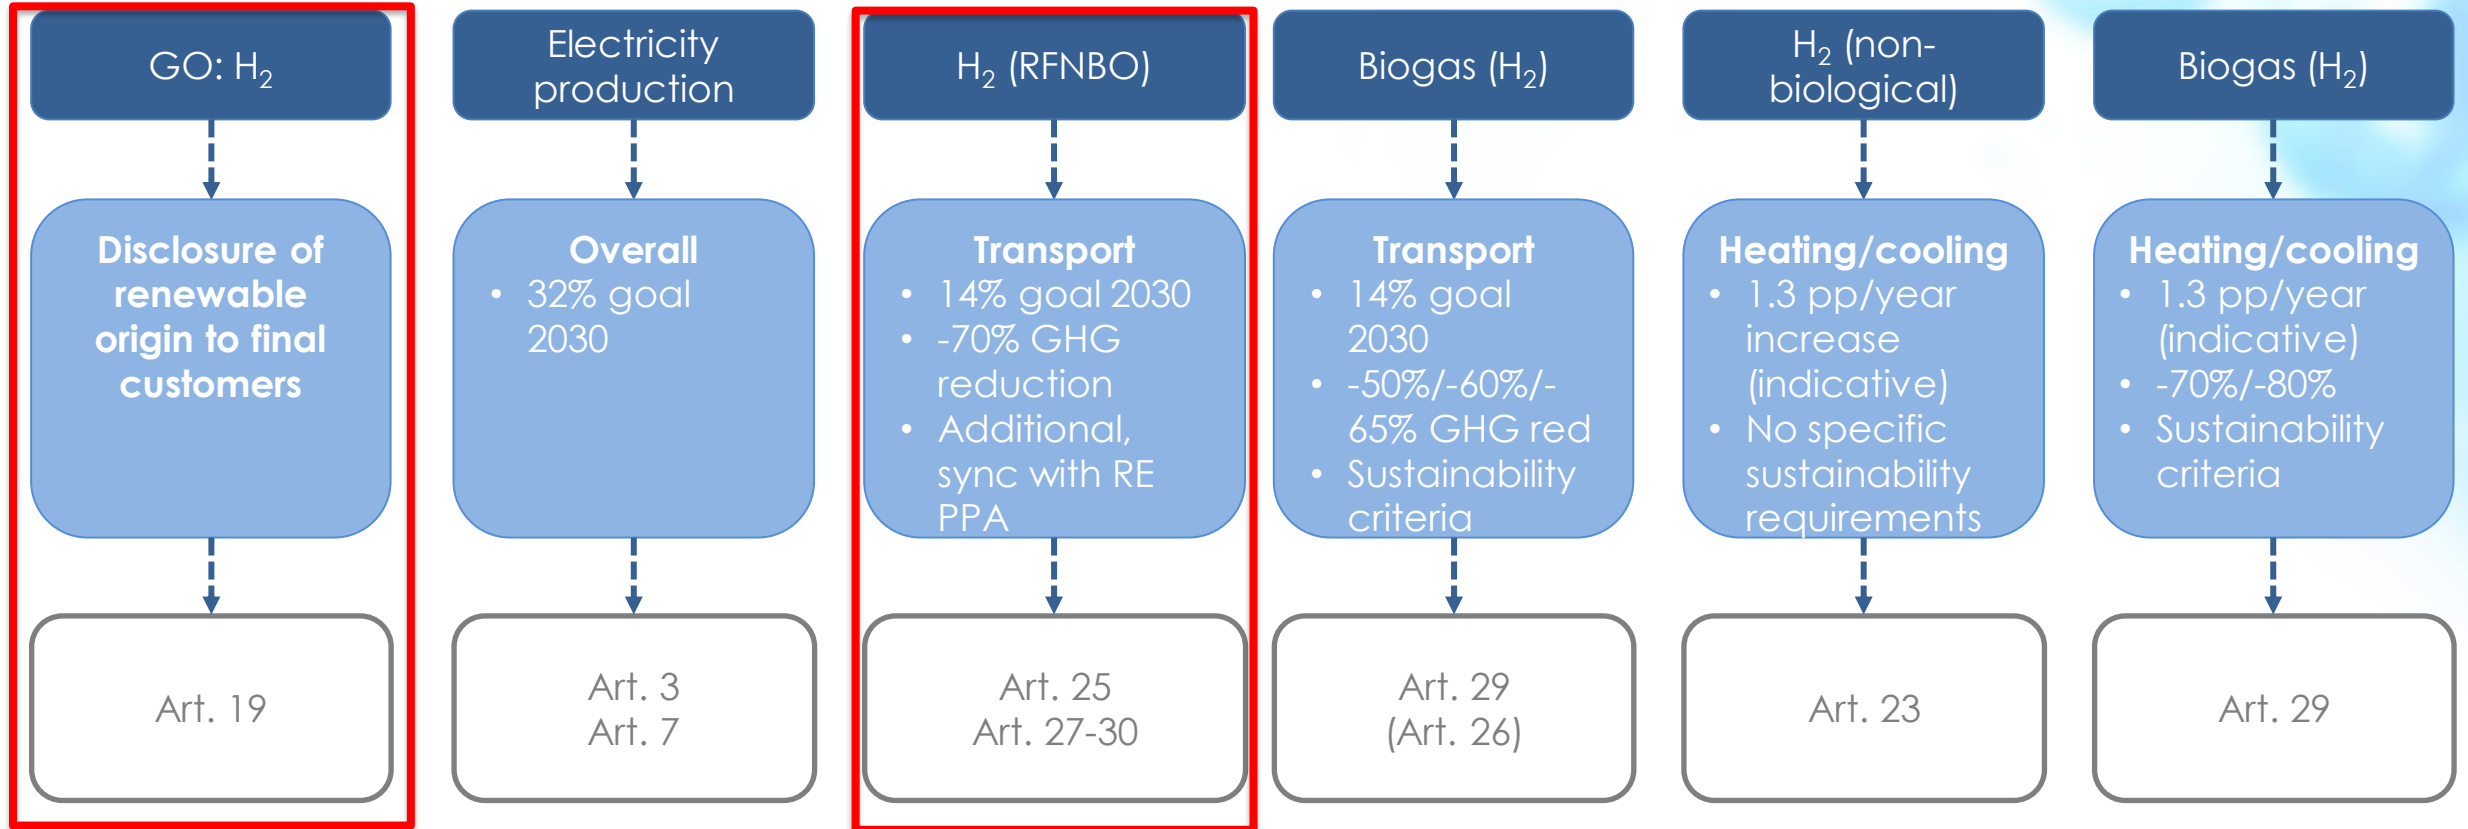 GO: H₂
Disclosure of
renewable
origin to final
customers
Art. 19
Electricity
production
Overall
• 32% goal
2030
Art. 3
Art. 7
H₂ (RFNBO)
Transport
• 14% goal 2030
• -70% GHG
reduction
• Additional,
sync with RE
PPA
Art. 25
Art. 27-30
Biogas (H₂)
Transport
• 14% goal
2030
• -50%/-60%/-
65% GHG red
• Sustainability
criteria
Art. 29
(Art. 26)
H₂ (non-
biological)
Heating/cooling
• 1.3 pp/year
increase
(indicative)
• No specific
sustainability
requirements
Art. 23
Biogas (H₂)
Heating/cooling
• 1.3 pp/year
(indicative)
• -70%/-80%
• Sustainability
criteria
Art. 29